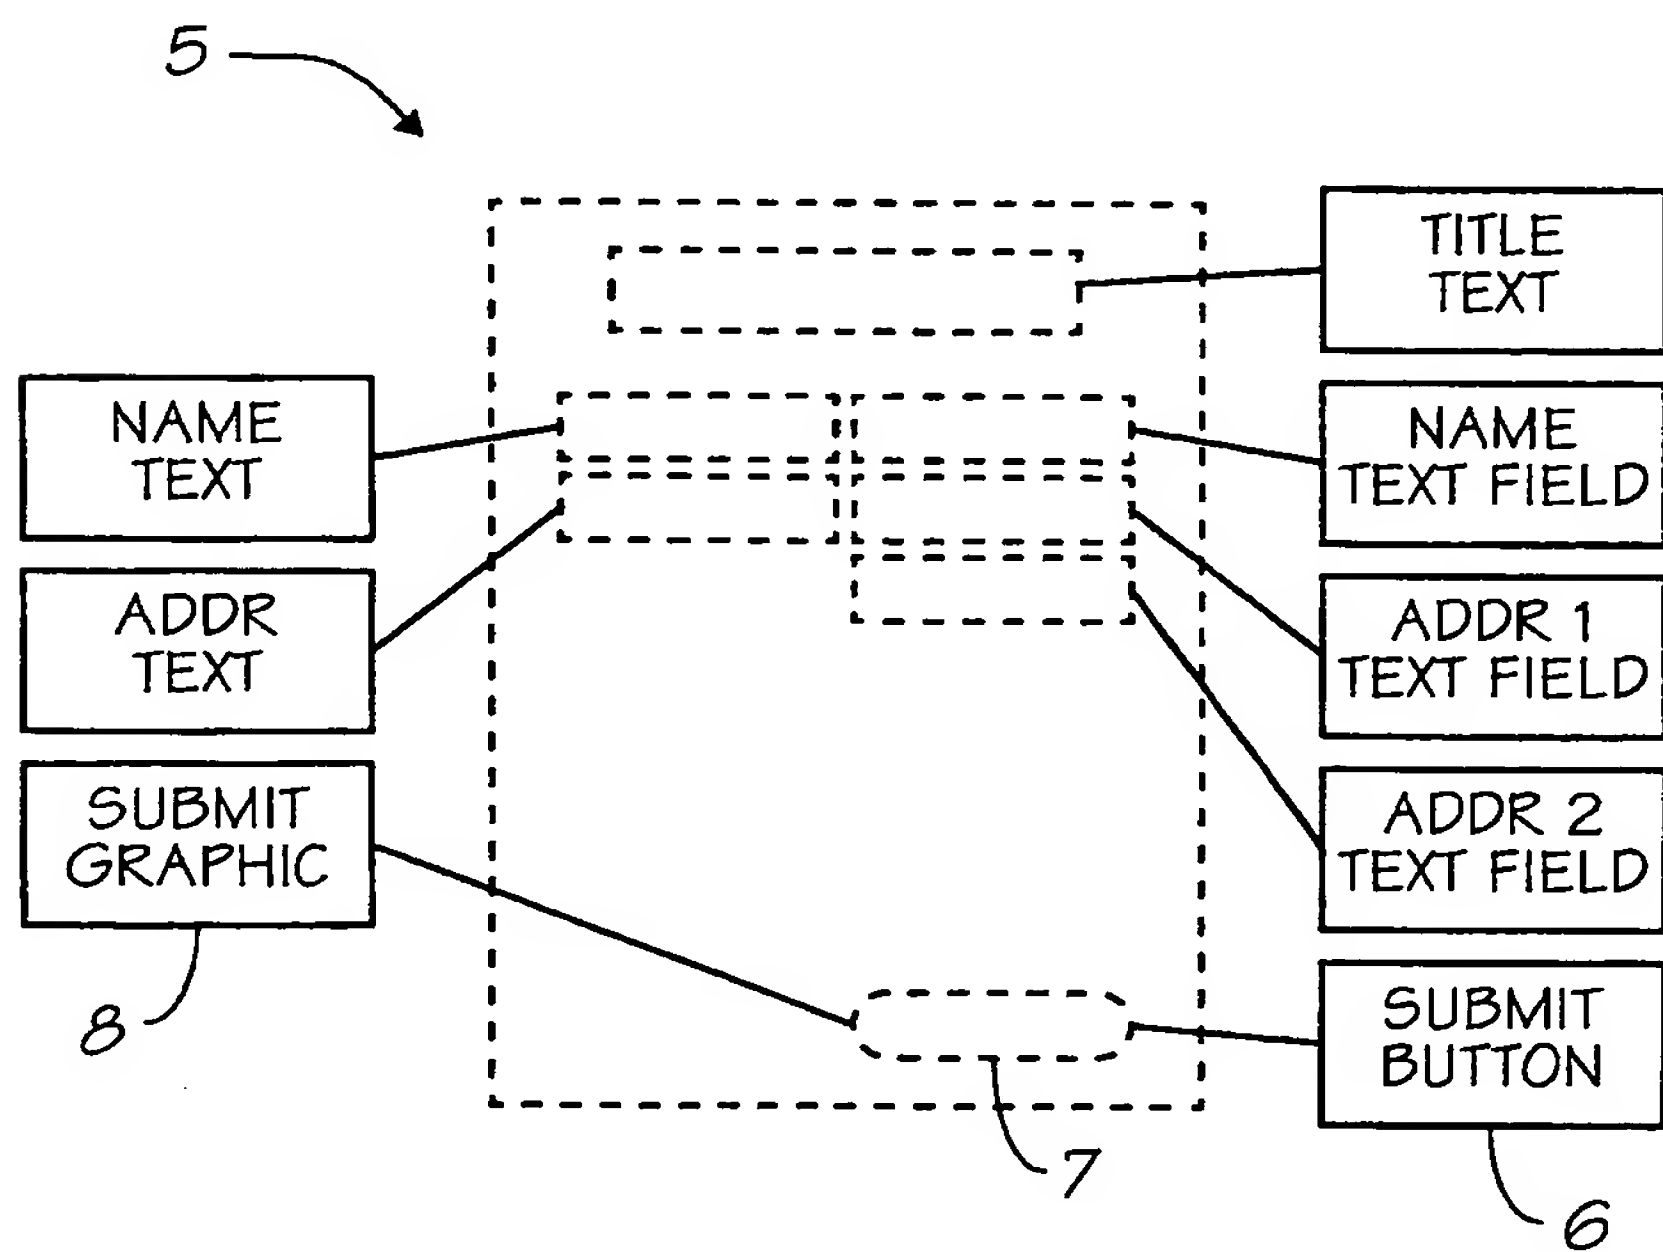 5
TITLE
TEXT
NAME
TEXT
NAME
TEXT FIELD
ADDR
TEXT
ADDR 1
TEXT FIELD
SUBMIT
GRAPHIC
ADDR 2
TEXT FIELD
8
SUBMIT
BUTTON
7
6